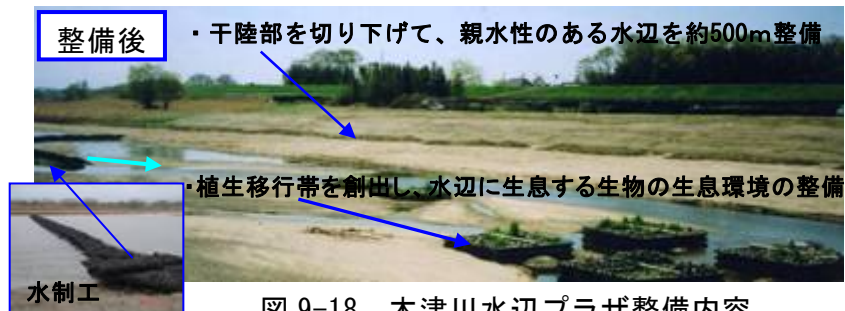 整備後
・干陸部を切り下げて、親水性のある水辺を約500m整備
・植生移行帯を創出し、水辺に生息する生物の生息環境の整備
水制工
図 9-18 木津川水辺プラザ整備内容